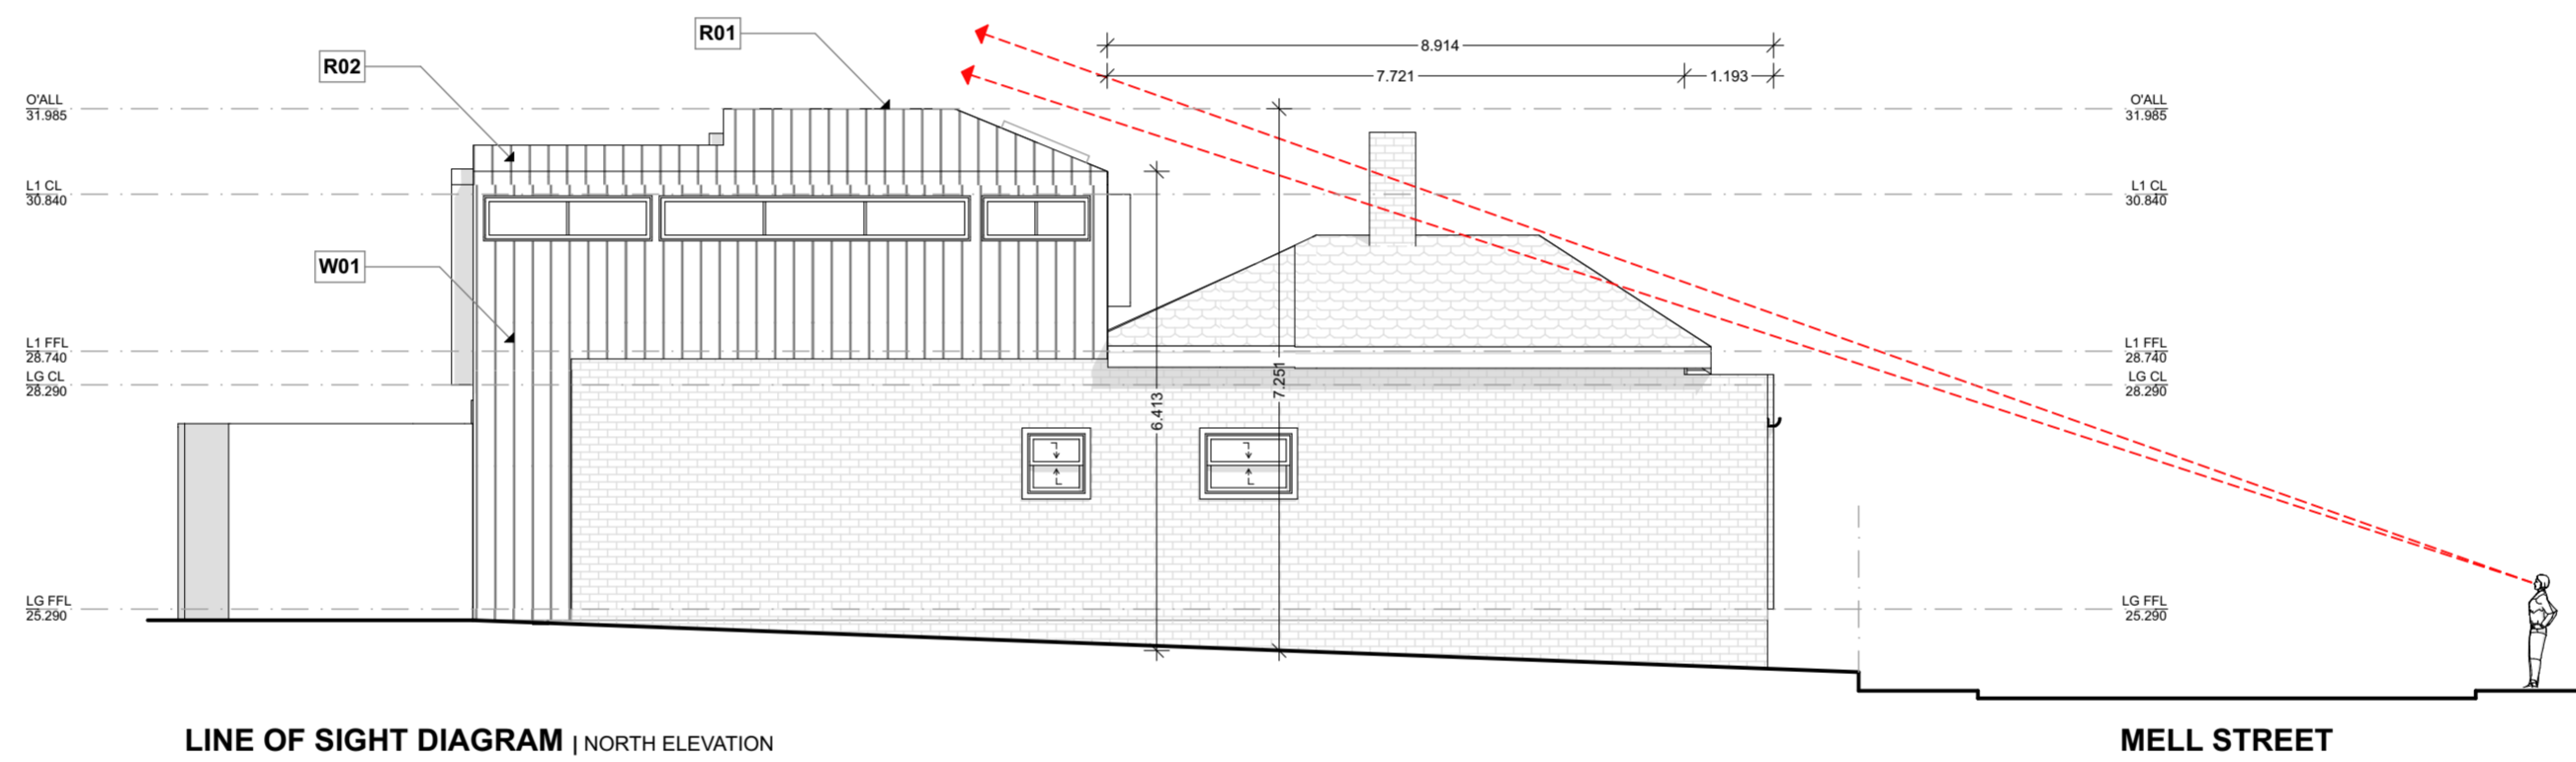 R01
8.914
R02
7.721
1.193
O'ALL
31.985
O'ALL
31.985
L1 CL
30.840
L1 CL
30.840
W01
L1 FFL
28.740
L1 FFL
28.740
LG CL
28.290
LG CL
28.290
7.251
6.413
LG FFL
25.290
LG FFL
25.290
LINE OF SIGHT DIAGRAM | NORTH ELEVATION
MELL STREET